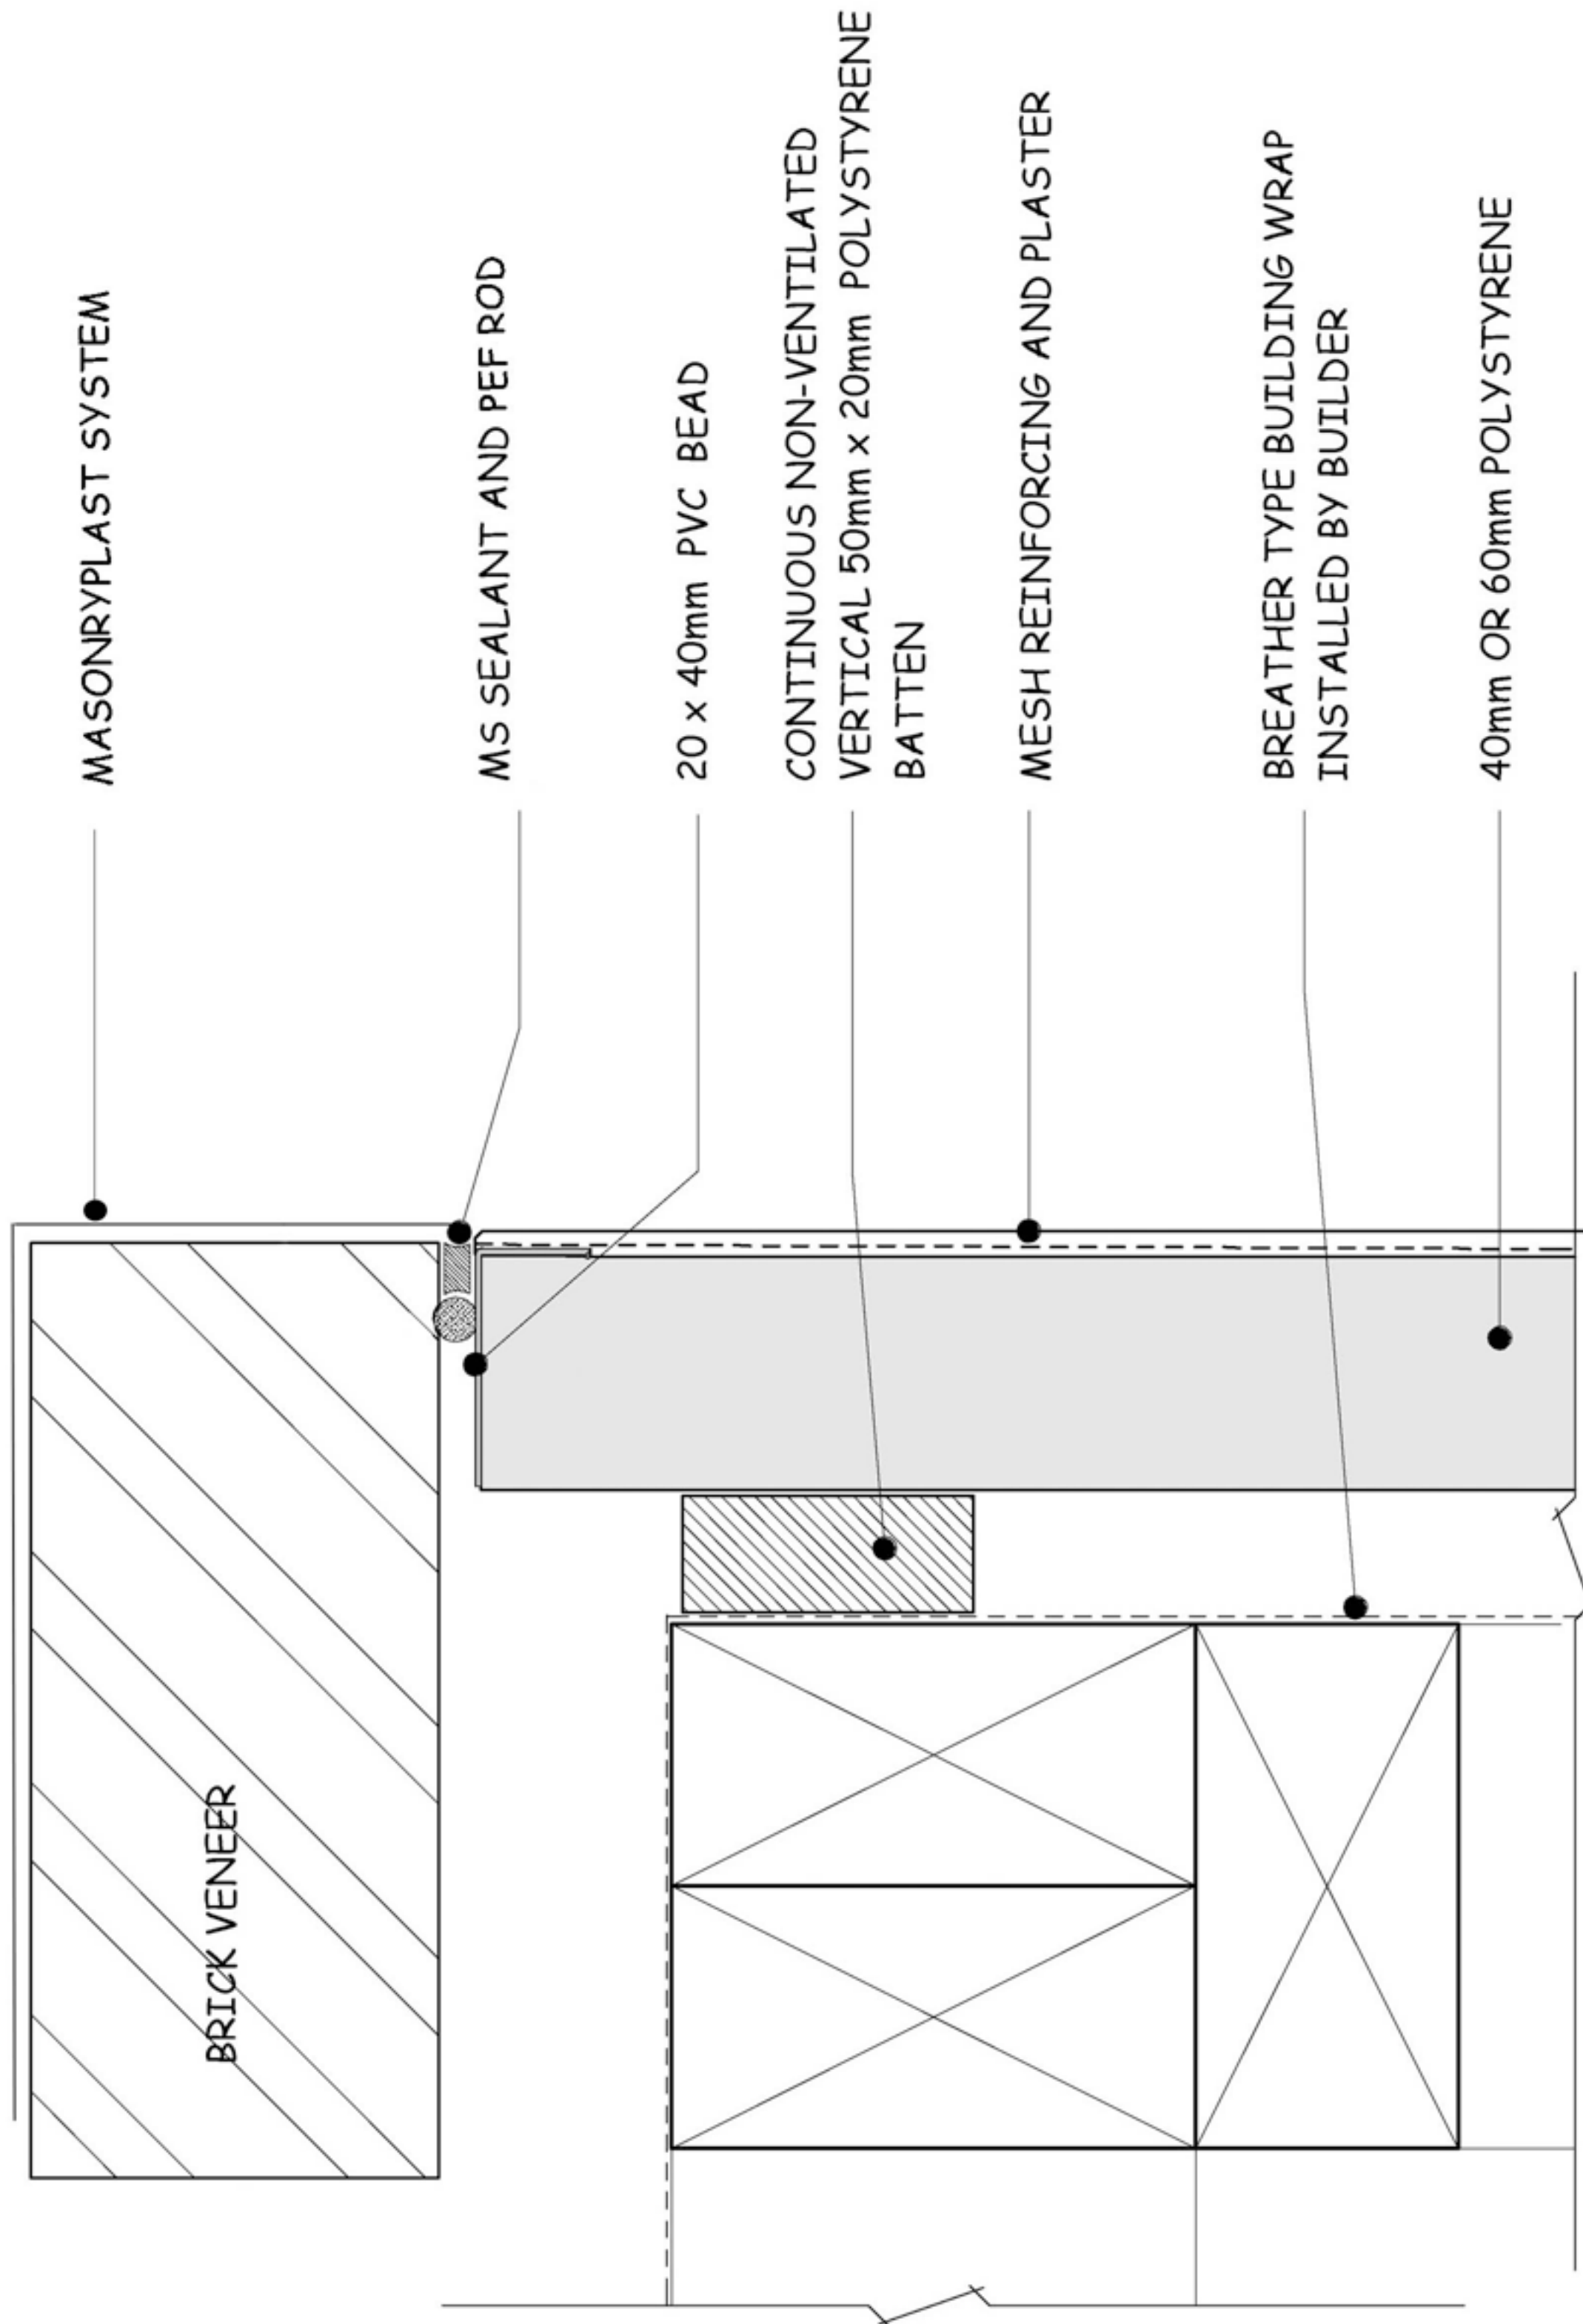 MASONRYPLAST SYSTEM
MS SEALANT AND PEF ROD
20 x 40mm PVC BEAD
CONTINUOUS NON-VENTILATED
VERTICAL 50mm x 20mm POLYSTYRENE
BATTEN
MESH REINFORCING AND PLASTER
BREATHER TYPE BUILDING WRAP
INSTALLED BY BUILDER
40mm OR 60mm POLYSTYRENE
BRICK VENEER